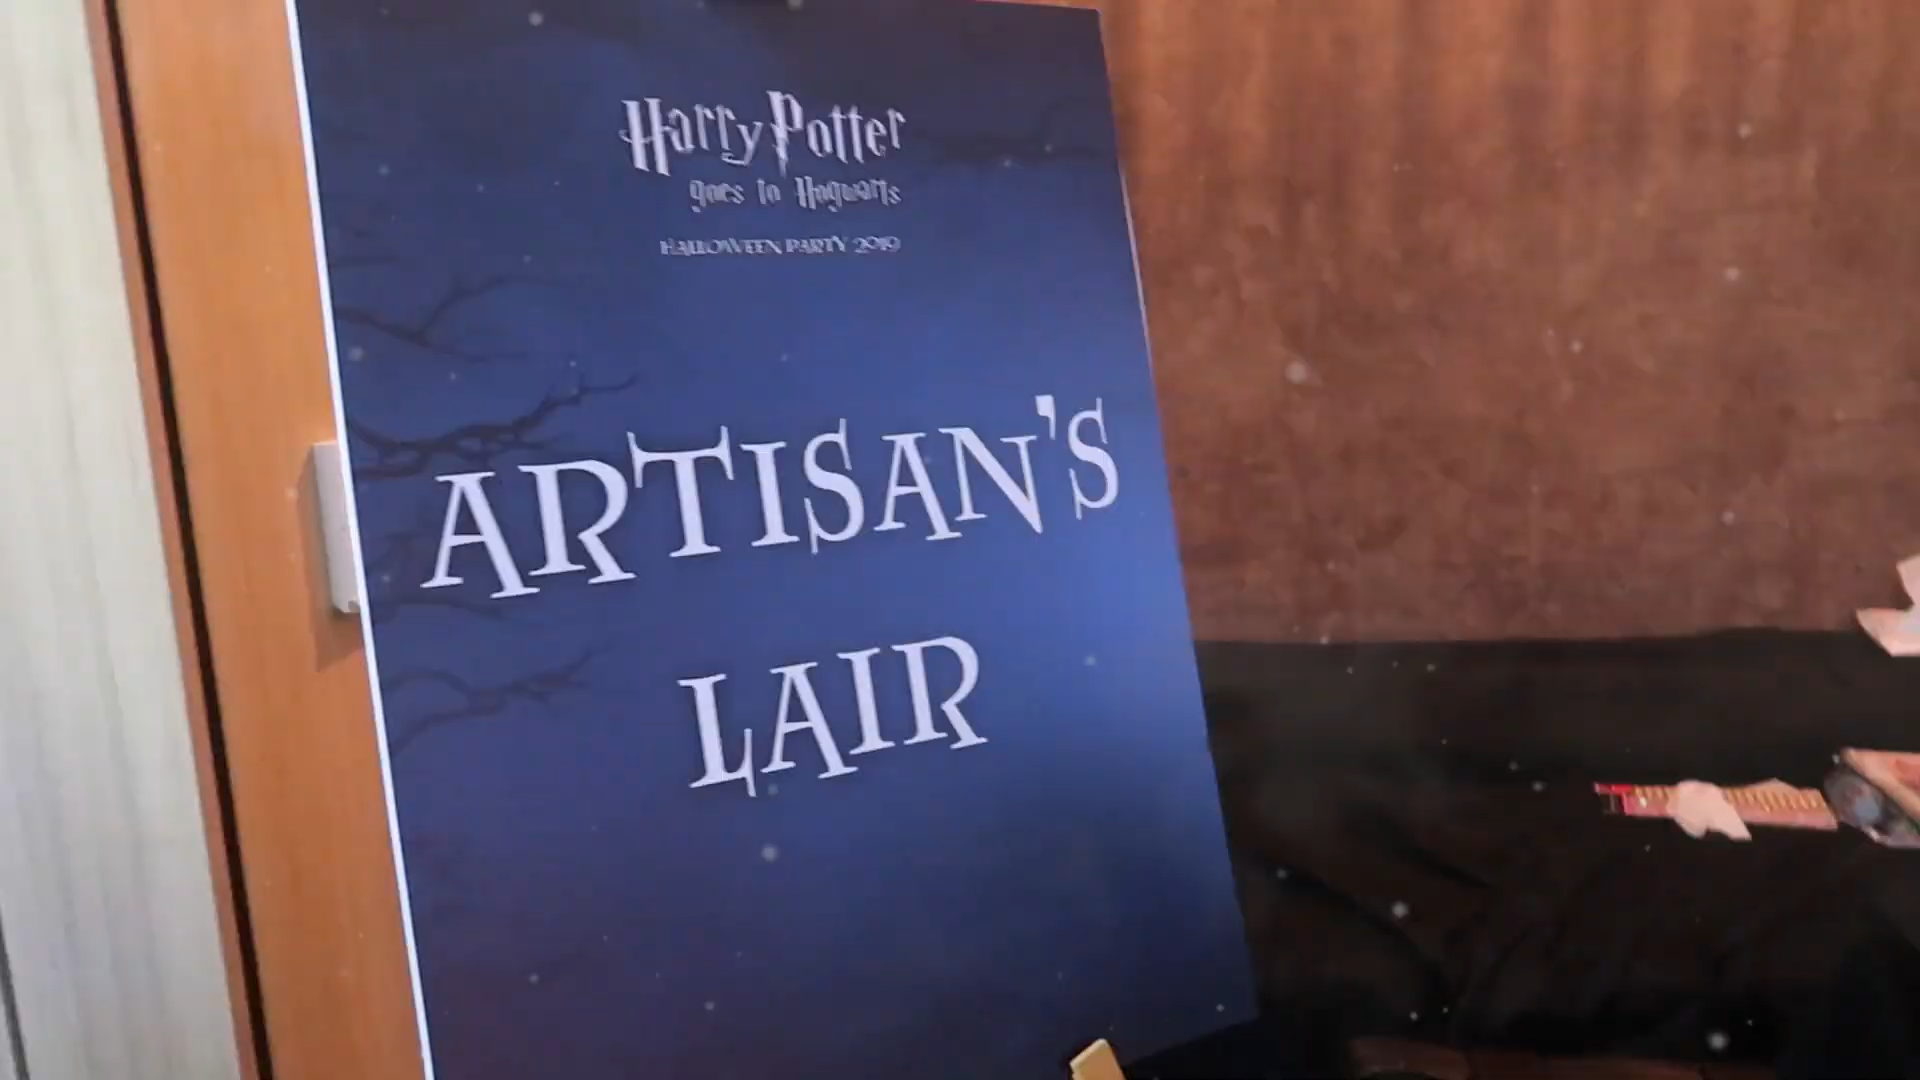 Harry Potter
goes to Hogwarts
HALLOWEEN PARTY 2019
ARTISAN'S
LAIR